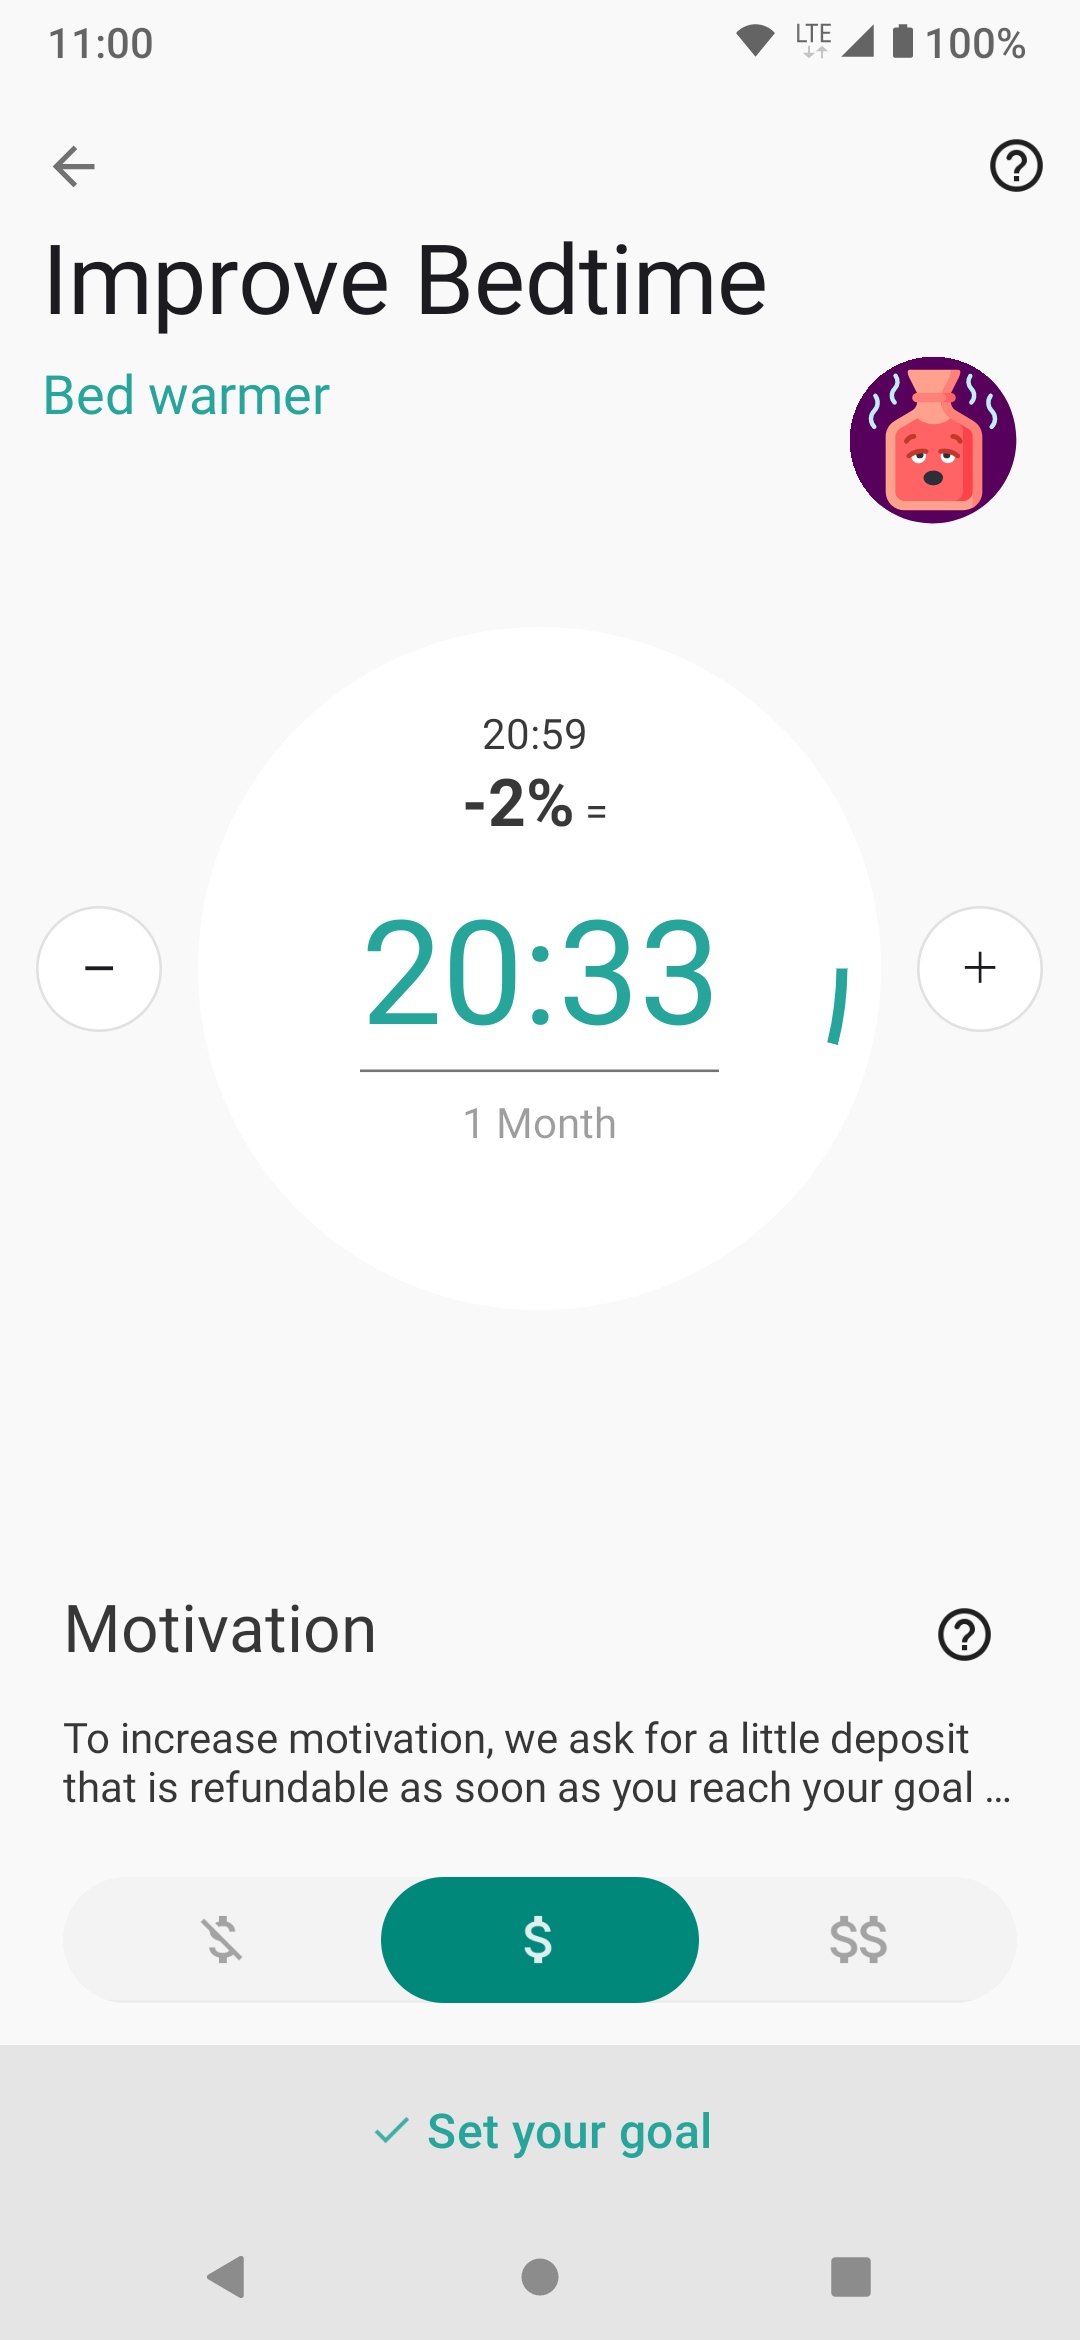 11:00
LTE
100%
Improve Bedtime
Bed warmer
20:59
-2% =
20:33
1 Month
Motivation
To increase motivation, we ask for a little deposit
that is refundable as soon as you reach your goal ...
$
$$
Set your goal